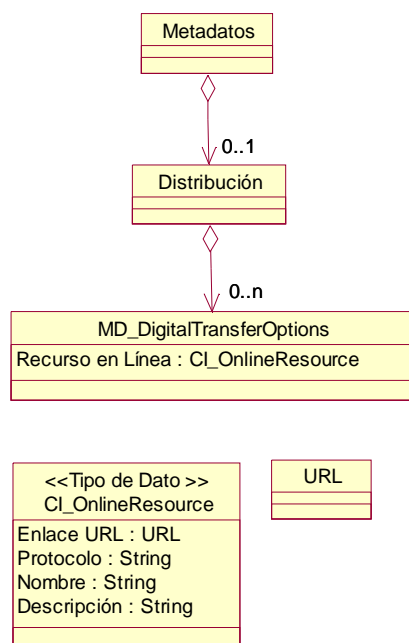 Metadatos
0..1
Distribución
0..n
MD_DigitalTransferOptions
Recurso en Línea : CI_OnlineResource
<<Tipo de Dato >>
CI_OnlineResource
Enlace URL : URL
Protocolo : String
Nombre : String
Descripción : String
URL